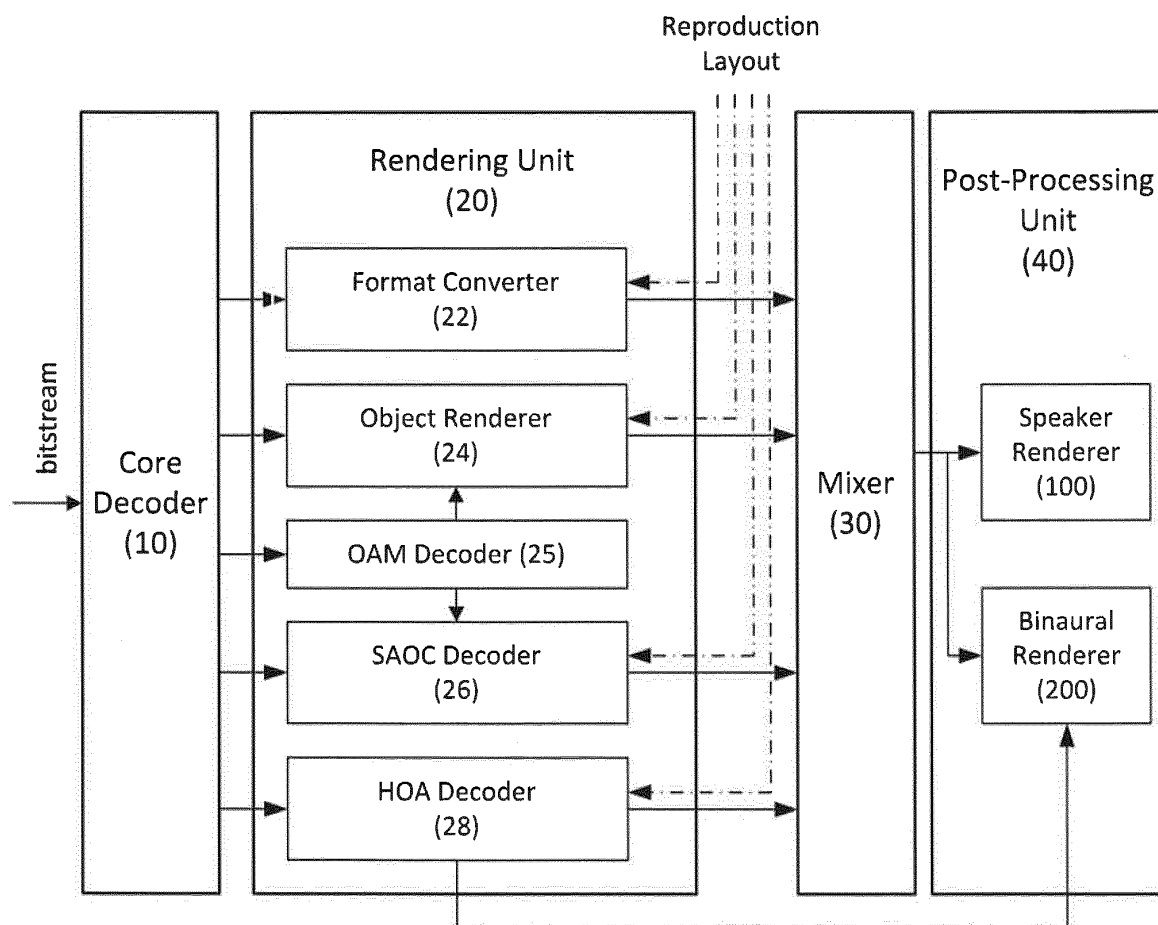 Reproduction
Layout
Rendering Unit
(20)
Post-Processing
Unit
(40)
Format Converter
(22)
Object Renderer
(24)
bitstream
Core
Decoder
(10)
OAM Decoder (25)
SAOC Decoder
(26)
HOA Decoder
(28)
Mixer
(30)
Speaker
Renderer
(100)
Binaural
Renderer
(200)